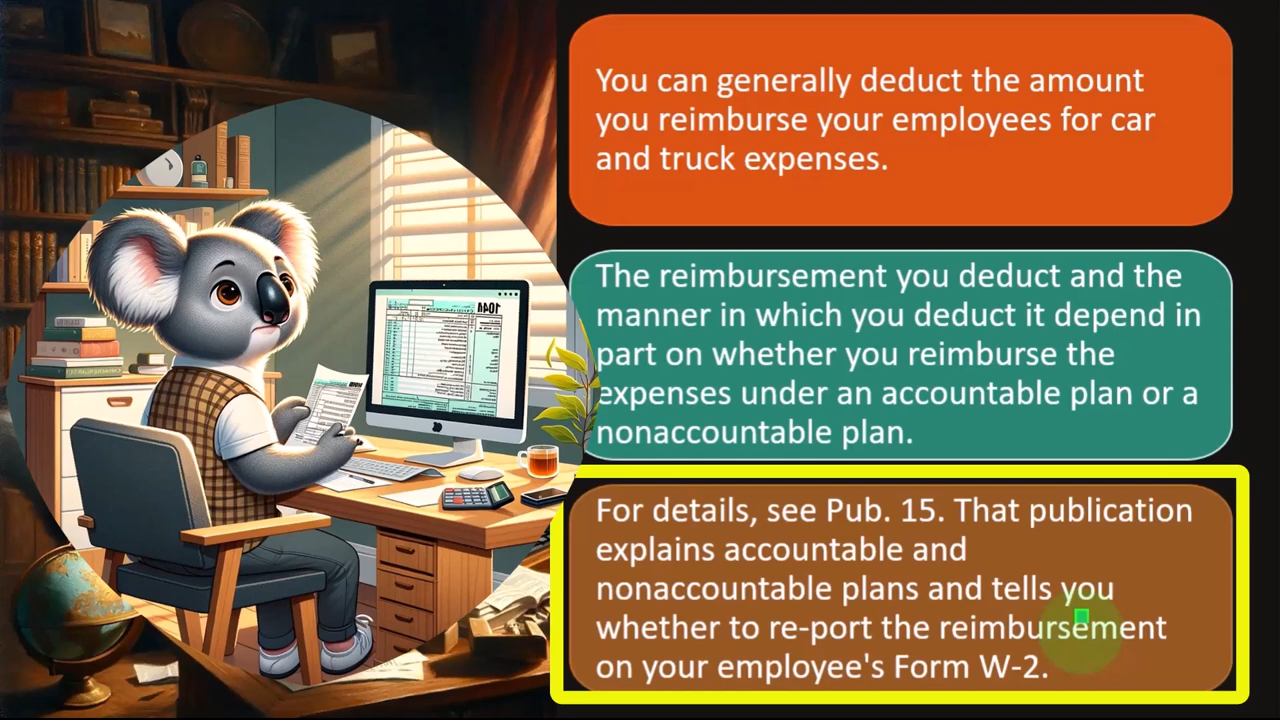 You can generally deduct the amount
you reimburse your employees for car
and truck expenses.
The reimbursement you deduct and the
manner in which you deduct it depend in
part on whether you reimburse the
expenses under an accountable plan or a
nonaccountable plan.
For details, see Pub. 15. That publication
explains accountable and
nonaccountable plans and tells you
whether to re-port the reimbursement
on your employee's Form W-2.